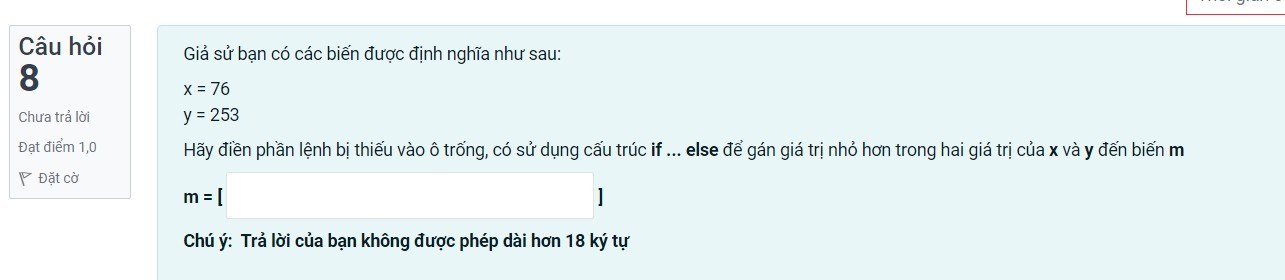 Câu hỏi
8
Chưa trả lời
Đạt điểm 1,0
Đặt cờ
Giả sử bạn có các biến được định nghĩa như sau:
x = 76
y = 253
Hãy điền phần lệnh bị thiếu vào ô trống, có sử dụng cấu trúc if ... else để gán giá trị nhỏ hơn trong hai giá trị của x và y đến biến m
m = [ ]
Chú ý: Trả lời của bạn không được phép dài hơn 18 ký tự